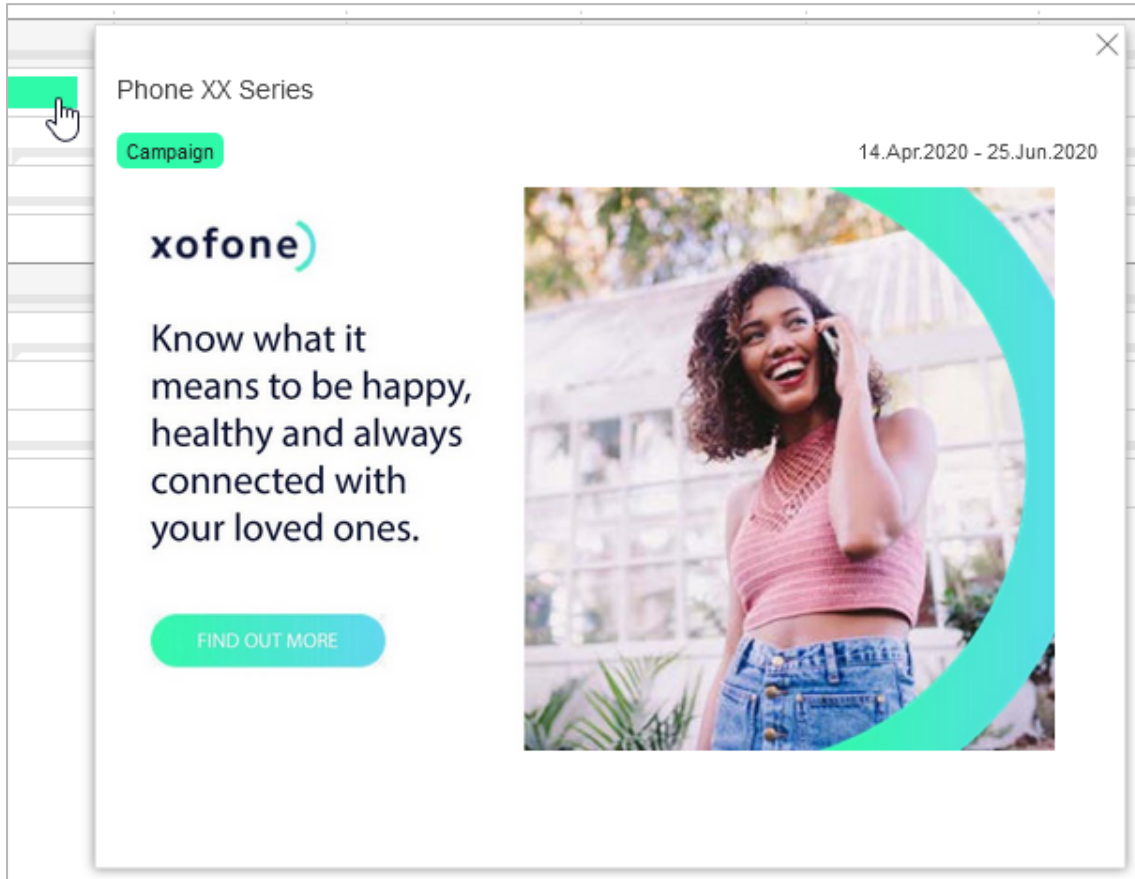 Phone XX Series
Campaign
14.Apr.2020 - 25.Jun.2020
xofone)
Know what it
means to be happy,
healthy and always
connected with
your loved ones.
FIND OUT MORE